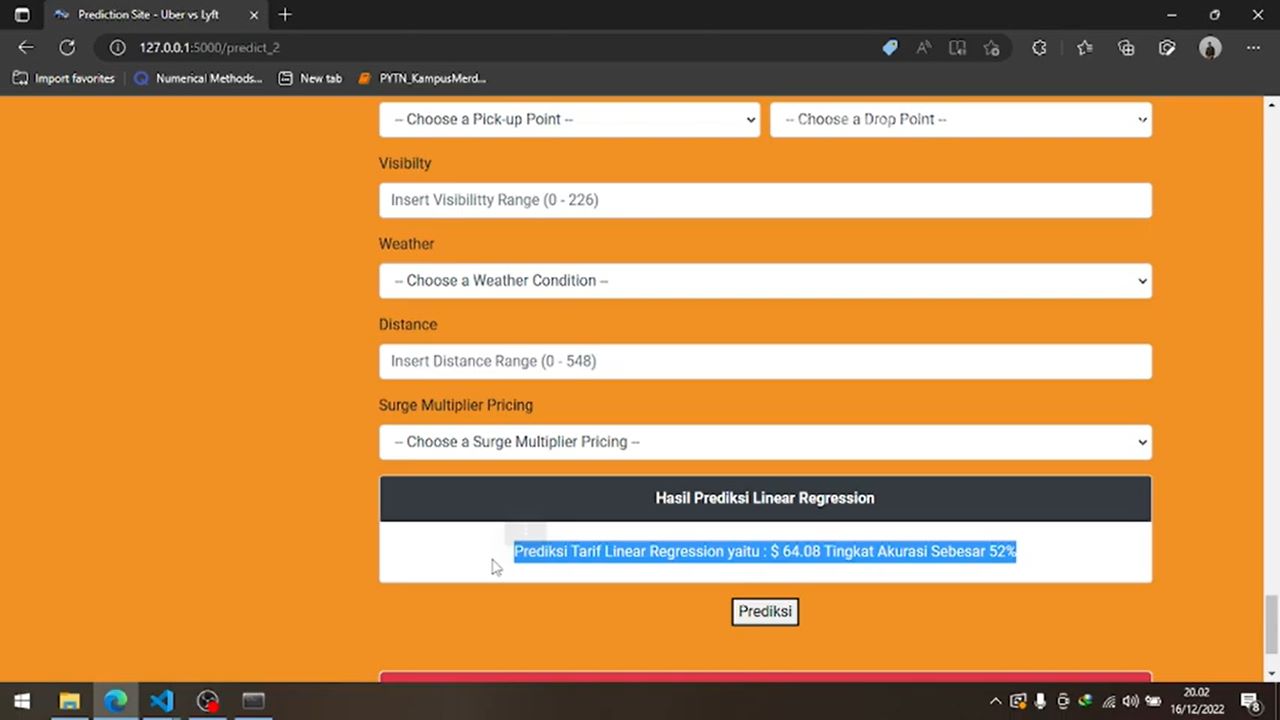 Prediction Site - Uber vs Lyft
127.0.0.1:5000/predict_2
Import favorites
Numerical Methods...
New tab
PYTN_KampusMerd...
-- Choose a Pick-up Point --
-- Choose a Drop Point --
Visibilty
Insert Visibilitty Range (0 - 226)
Weather
-- Choose a Weather Condition --
Distance
Insert Distance Range (0 - 548)
Surge Multiplier Pricing
-- Choose a Surge Multiplier Pricing --
Hasil Prediksi Linear Regression
Prediksi Tarif Linear Regression yaitu : $ 64.08 Tingkat Akurasi Sebesar 52%
Prediksi
20.02
16/12/2022
8